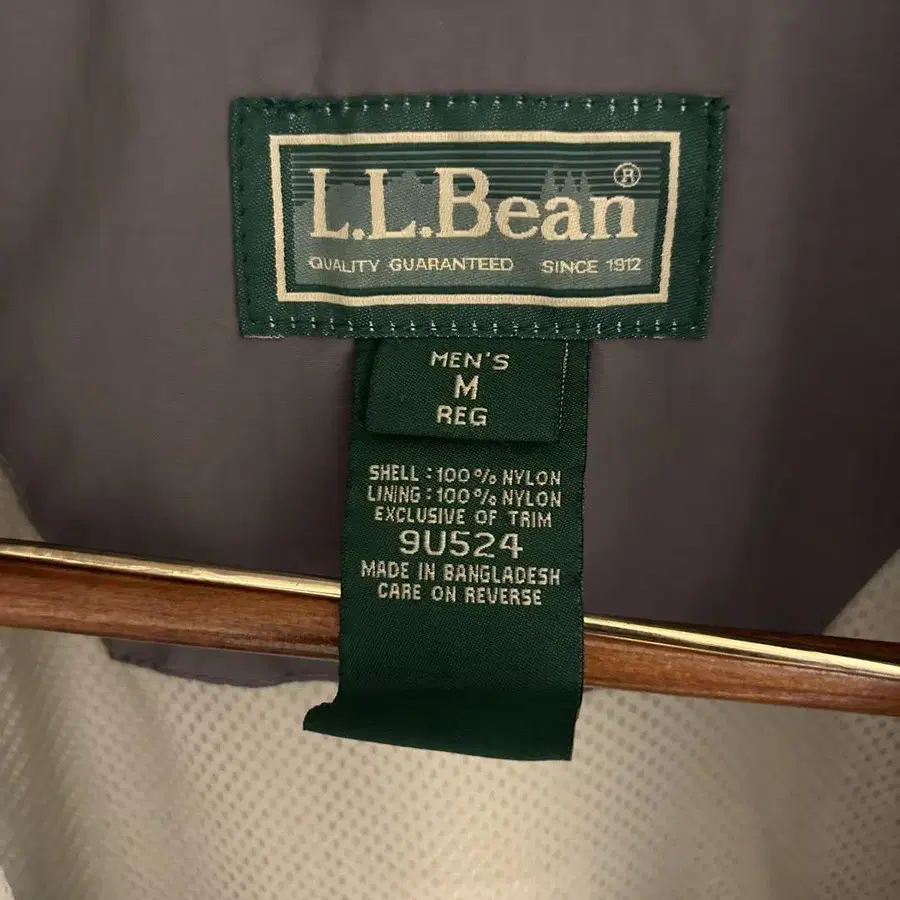 L.L.Bean ®
QUALITY GUARANTEED SINCE 1912
MEN'S
M
REG
SHELL : 100% NYLON
LINING : 100% NYLON
EXCLUSIVE OF TRIM
9U524
MADE IN BANGLADESH
CARE ON REVERSE